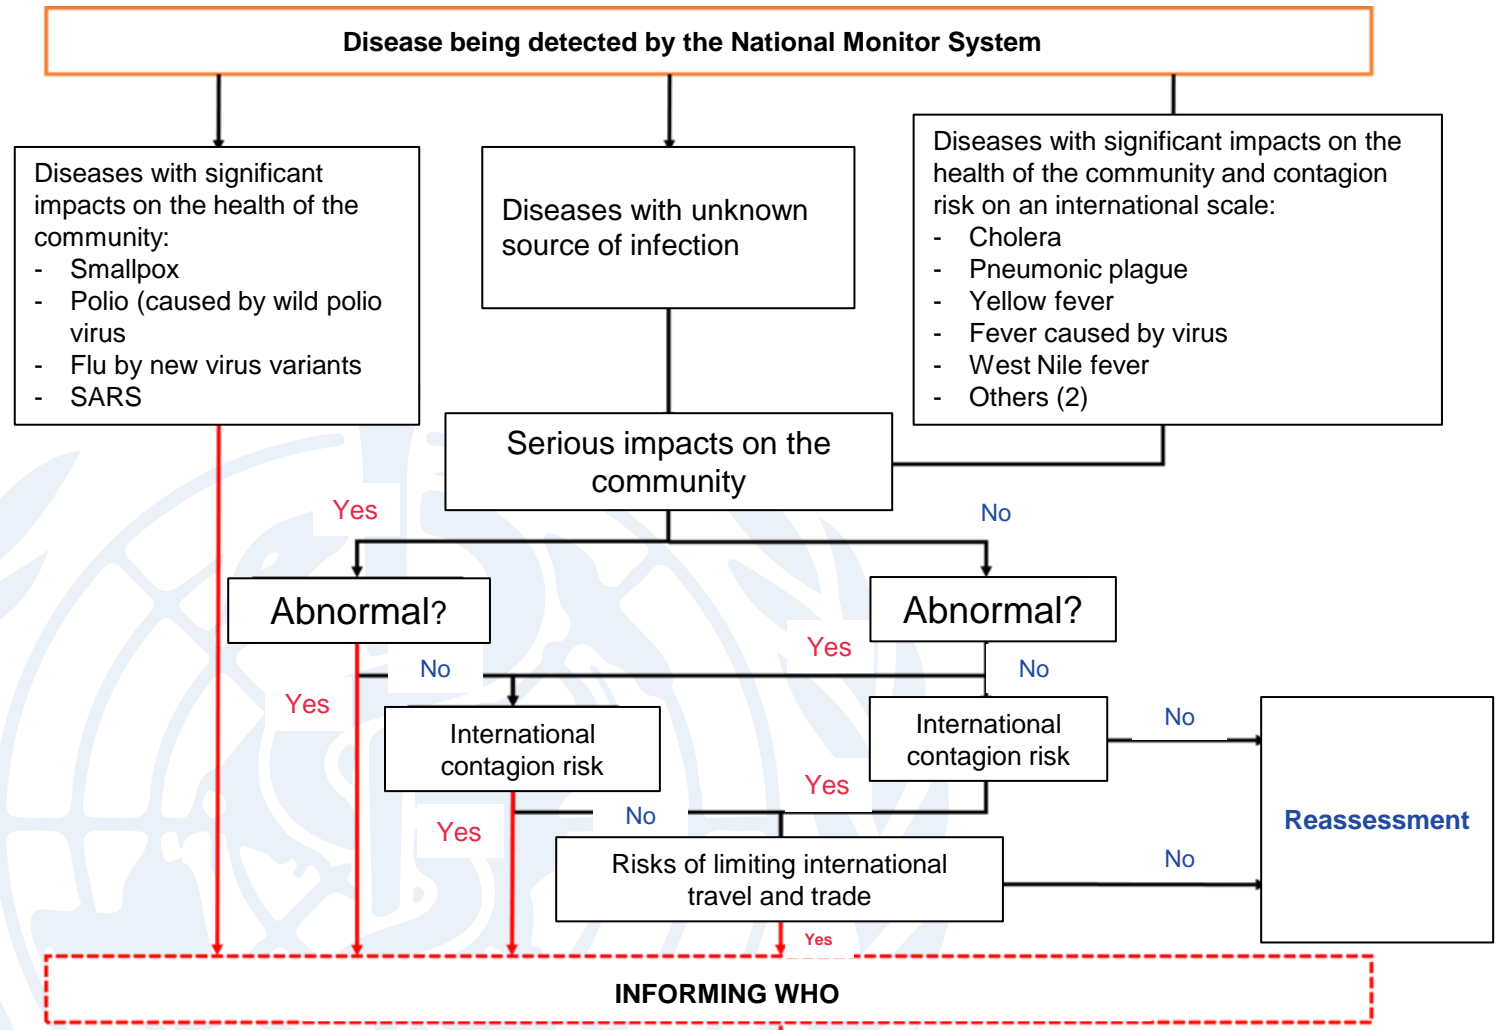 Disease being detected by the National Monitor System
Diseases with significant
impacts on the health of the
community:
- Smallpox
- Polio (caused by wild polio
virus
- Flu by new virus variants
- SARS
Diseases with unknown
source of infection
Diseases with significant impacts on the
health of the community and contagion
risk on an international scale:
- Cholera
- Pneumonic plague
- Yellow fever
- Fever caused by virus
- West Nile fever
- Others (2)
Serious impacts on the
community
Yes
No
Abnormal?
Abnormal?
Yes
No
No
Yes
International
contagion risk
International
contagion risk
No
Yes
No
Yes
Reassessment
Risks of limiting international
travel and trade
No
Yes
INFORMING WHO